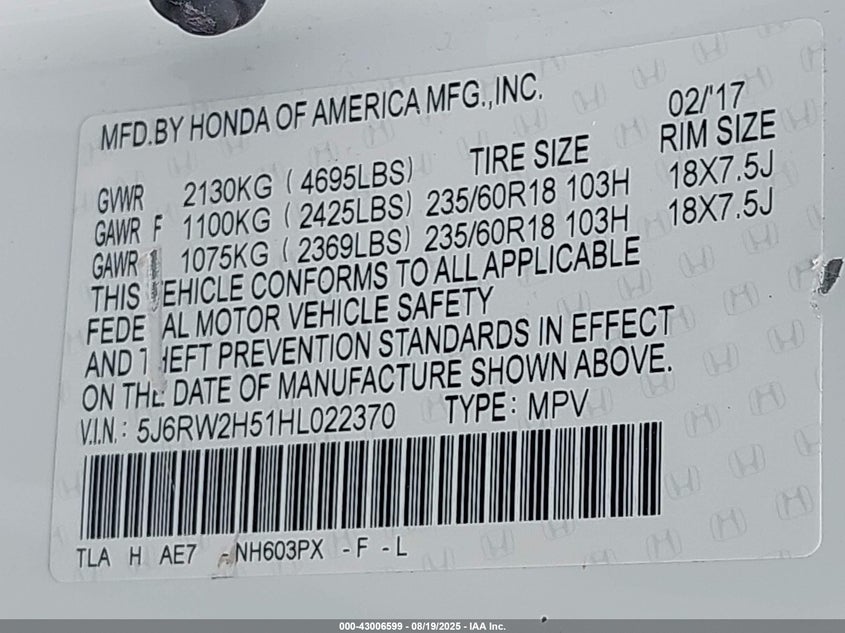 MFD.BY HONDA OF AMERICA MFG.,INC.
02/'17
TIRE SIZE RIM SIZE
GVWR 2130KG ( 4695LBS)
GAWR F 1100KG ( 2425LBS) 235/60R18 103H 18X7.5J
GAWR 1075KG ( 2369LBS) 235/60R18 103H 18X7.5J
THIS EHICLE CONFORMS TO ALL APPLICABLE
FEDE AL MOTOR VEHICLE SAFETY
AND T HEFT PREVENTION STANDARDS IN EFFECT
ON THE DATE OF MANUFACTURE SHOWN ABOVE.
V.I.N.: 5J6RW2H51HL022370 TYPE: MPV
TLA H AE7 -NH603PX -F -L
000-43006599 - 08/19/2025 - IAA Inc.